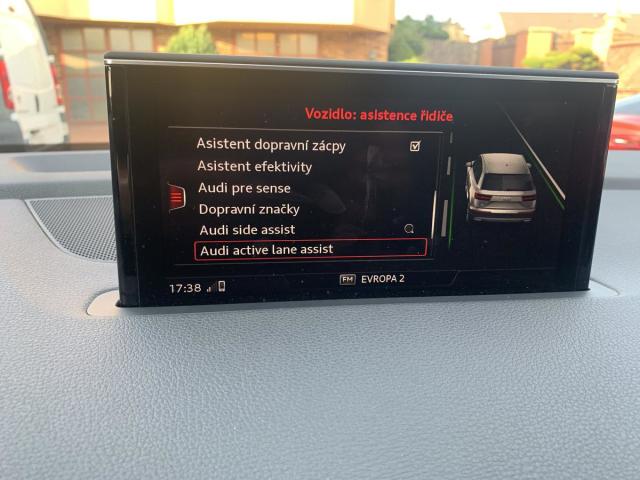 Vozidlo: asistence řidiče
Asistent dopravní zácpy
Asistent efektivity
Audi pre sense
Dopravní značky
Audi side assist
Audi active lane assist
17:38
FM EVROPA 2